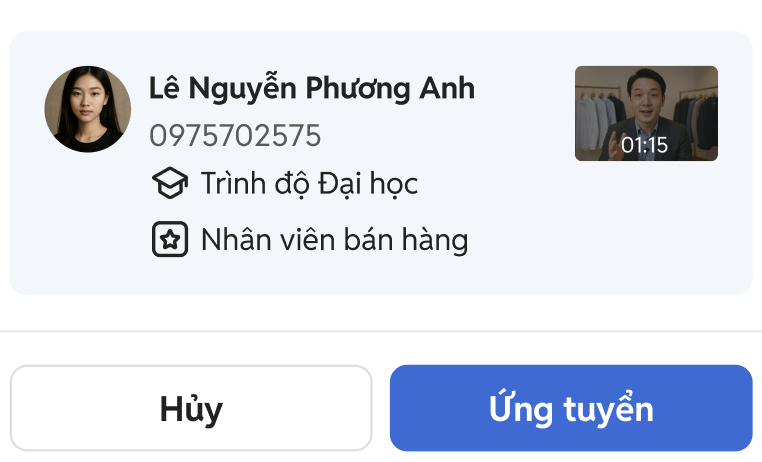 Lê Nguyễn Phương Anh
0975702575
01:15
Trình độ Đại học
Nhân viên bán hàng
Hủy
Ứng tuyển